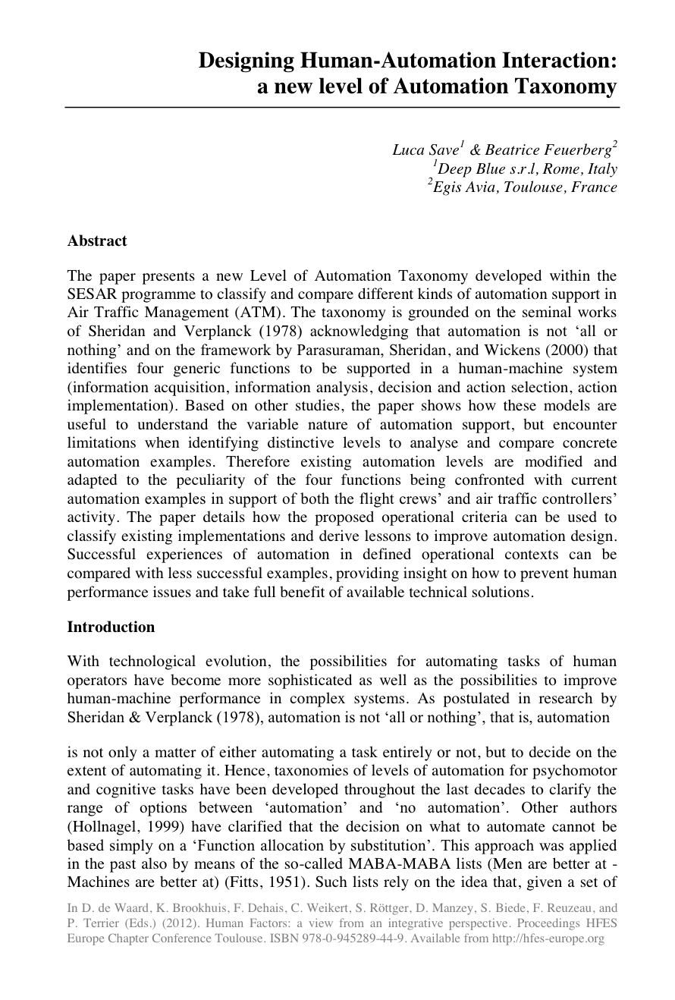 Designing Human-Automation Interaction:
a new level of Automation Taxonomy
Luca Save1 & Beatrice Feuerberg2
1Deep Blue s.r.l, Rome, Italy
2Egis Avia, Toulouse, France
Abstract
The paper presents a new Level of Automation Taxonomy developed within the
SESAR programme to classify and compare different kinds of automation support in
Air Traffic Management (ATM). The taxonomy is grounded on the seminal works
of Sheridan and Verplanck (1978) acknowledging that automation is not ‘all or
nothing’ and on the framework by Parasuraman, Sheridan, and Wickens (2000) that
identifies four generic functions to be supported in a human-machine system
(information acquisition, information analysis, decision and action selection, action
implementation). Based on other studies, the paper shows how these models are
useful to understand the variable nature of automation support, but encounter
limitations when identifying distinctive levels to analyse and compare concrete
automation examples. Therefore existing automation levels are modified and
adapted to the peculiarity of the four functions being confronted with current
automation examples in support of both the flight crews’ and air traffic controllers’
activity. The paper details how the proposed operational criteria can be used to
classify existing implementations and derive lessons to improve automation design.
Successful experiences of automation in defined operational contexts can be
compared with less successful examples, providing insight on how to prevent human
performance issues and take full benefit of available technical solutions.
Introduction
With technological evolution, the possibilities for automating tasks of human
operators have become more sophisticated as well as the possibilities to improve
human-machine performance in complex systems. As postulated in research by
Sheridan & Verplanck (1978), automation is not ‘all or nothing’, that is, automation
is not only a matter of either automating a task entirely or not, but to decide on the
extent of automating it. Hence, taxonomies of levels of automation for psychomotor
and cognitive tasks have been developed throughout the last decades to clarify the
range of options between ‘automation’ and ‘no automation’. Other authors
(Hollnagel, 1999) have clarified that the decision on what to automate cannot be
based simply on a ‘Function allocation by substitution’. This approach was applied
in the past also by means of the so-called MABA-MABA lists (Men are better at -
Machines are better at) (Fitts, 1951). Such lists rely on the idea that, given a set of
In D. de Waard, K. Brookhuis, F. Dehais, C. Weikert, S. Röttger, D. Manzey, S. Biede, F. Reuzeau, and
P. Terrier (Eds.) (2012). Human Factors: a view from an integrative perspective. Proceedings HFES
Europe Chapter Conference Toulouse. ISBN 978-0-945289-44-9. Available from http://hfes-europe.org